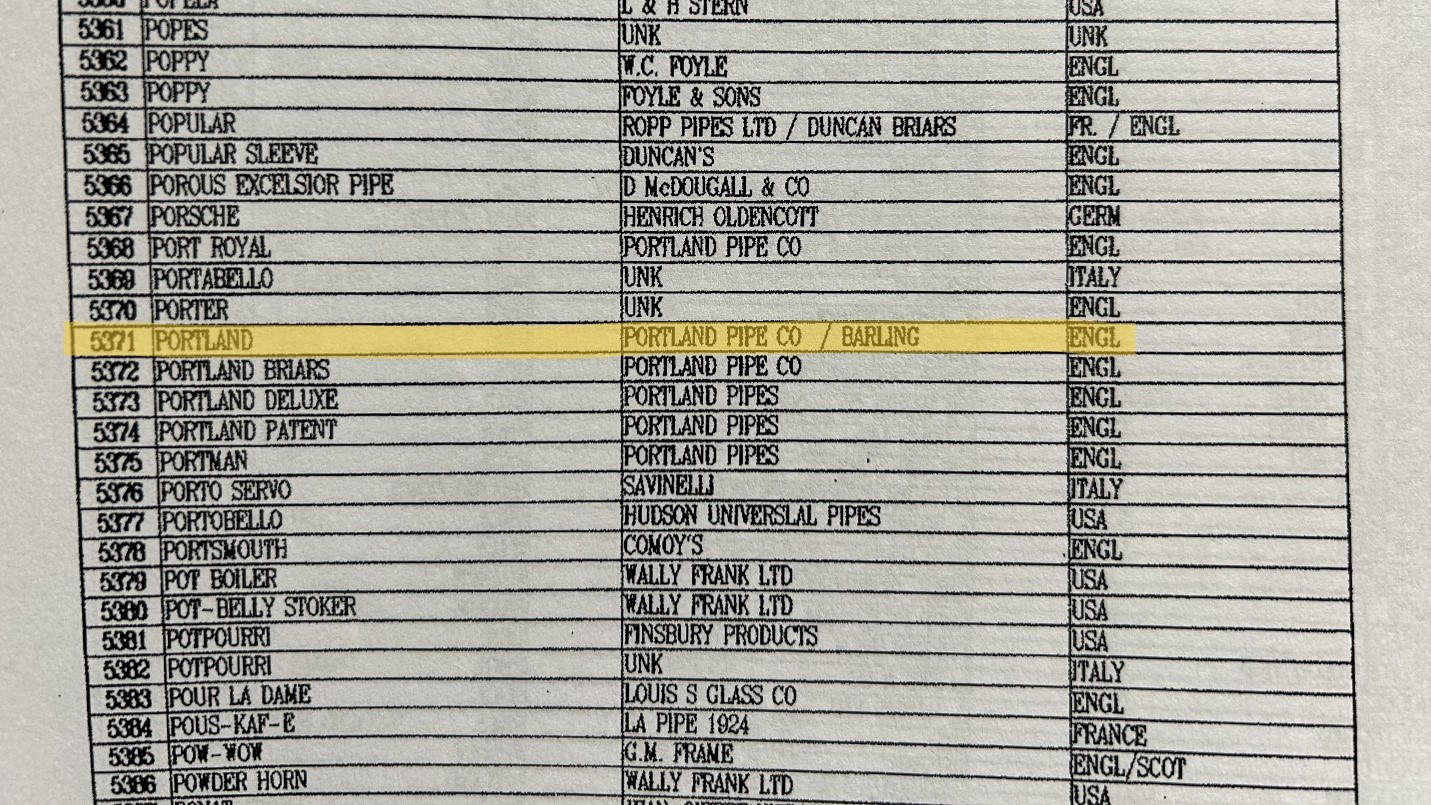 L & H STERN USA
5361 POPES UNK UNK
5362 POPPY W.C. FOYLE ENGL
5363 POPPY FOYLE & SONS ENGL
5364 POPULAR ROPP PIPES LTD / DUNCAN BRIARS FR. / ENGL
5365 POPULAR SLEEVE DUNCAN'S ENGL
5366 POROUS EXCELSIOR PIPE D McDOUGALL & CO ENGL
5367 PORSCHE HENRICH OLDENCOTT GERM
5368 PORT ROYAL PORTLAND PIPE CO ENGL
5369 PORTABELLO UNK ITALY
5370 PORTER UNK ENGL
5371 PORTLAND PORTLAND PIPE CO / BARLING ENGL
5372 PORTLAND BRIARS PORTLAND PIPE CO ENGL
5373 PORTLAND DELUXE PORTLAND PIPES ENGL
5374 PORTLAND PATENT PORTLAND PIPES ENGL
5375 PORTMAN PORTLAND PIPES ENGL
5376 PORTO SERVO SAVINELLI ITALY
5377 PORTOBELLO HUDSON UNIVERSLAL PIPES USA
5378 PORTSMOUTH COMOY'S ENGL
5379 POT BOILER WALLY FRANK LTD USA
5380 POT-BELLY STOKER WALLY FRANK LTD USA
5381 POTPOURRI FINSBURY PRODUCTS USA
5382 POTPOURRI UNK ITALY
5383 POUR LA DAME LOUIS S GLASS CO ENGL
5384 POUS-KAF-E LA PIPE 1924 FRANCE
5385 POW-WOW G.M. FRAME ENGL/SCOT
5386 POWDER HORN WALLY FRANK LTD USA